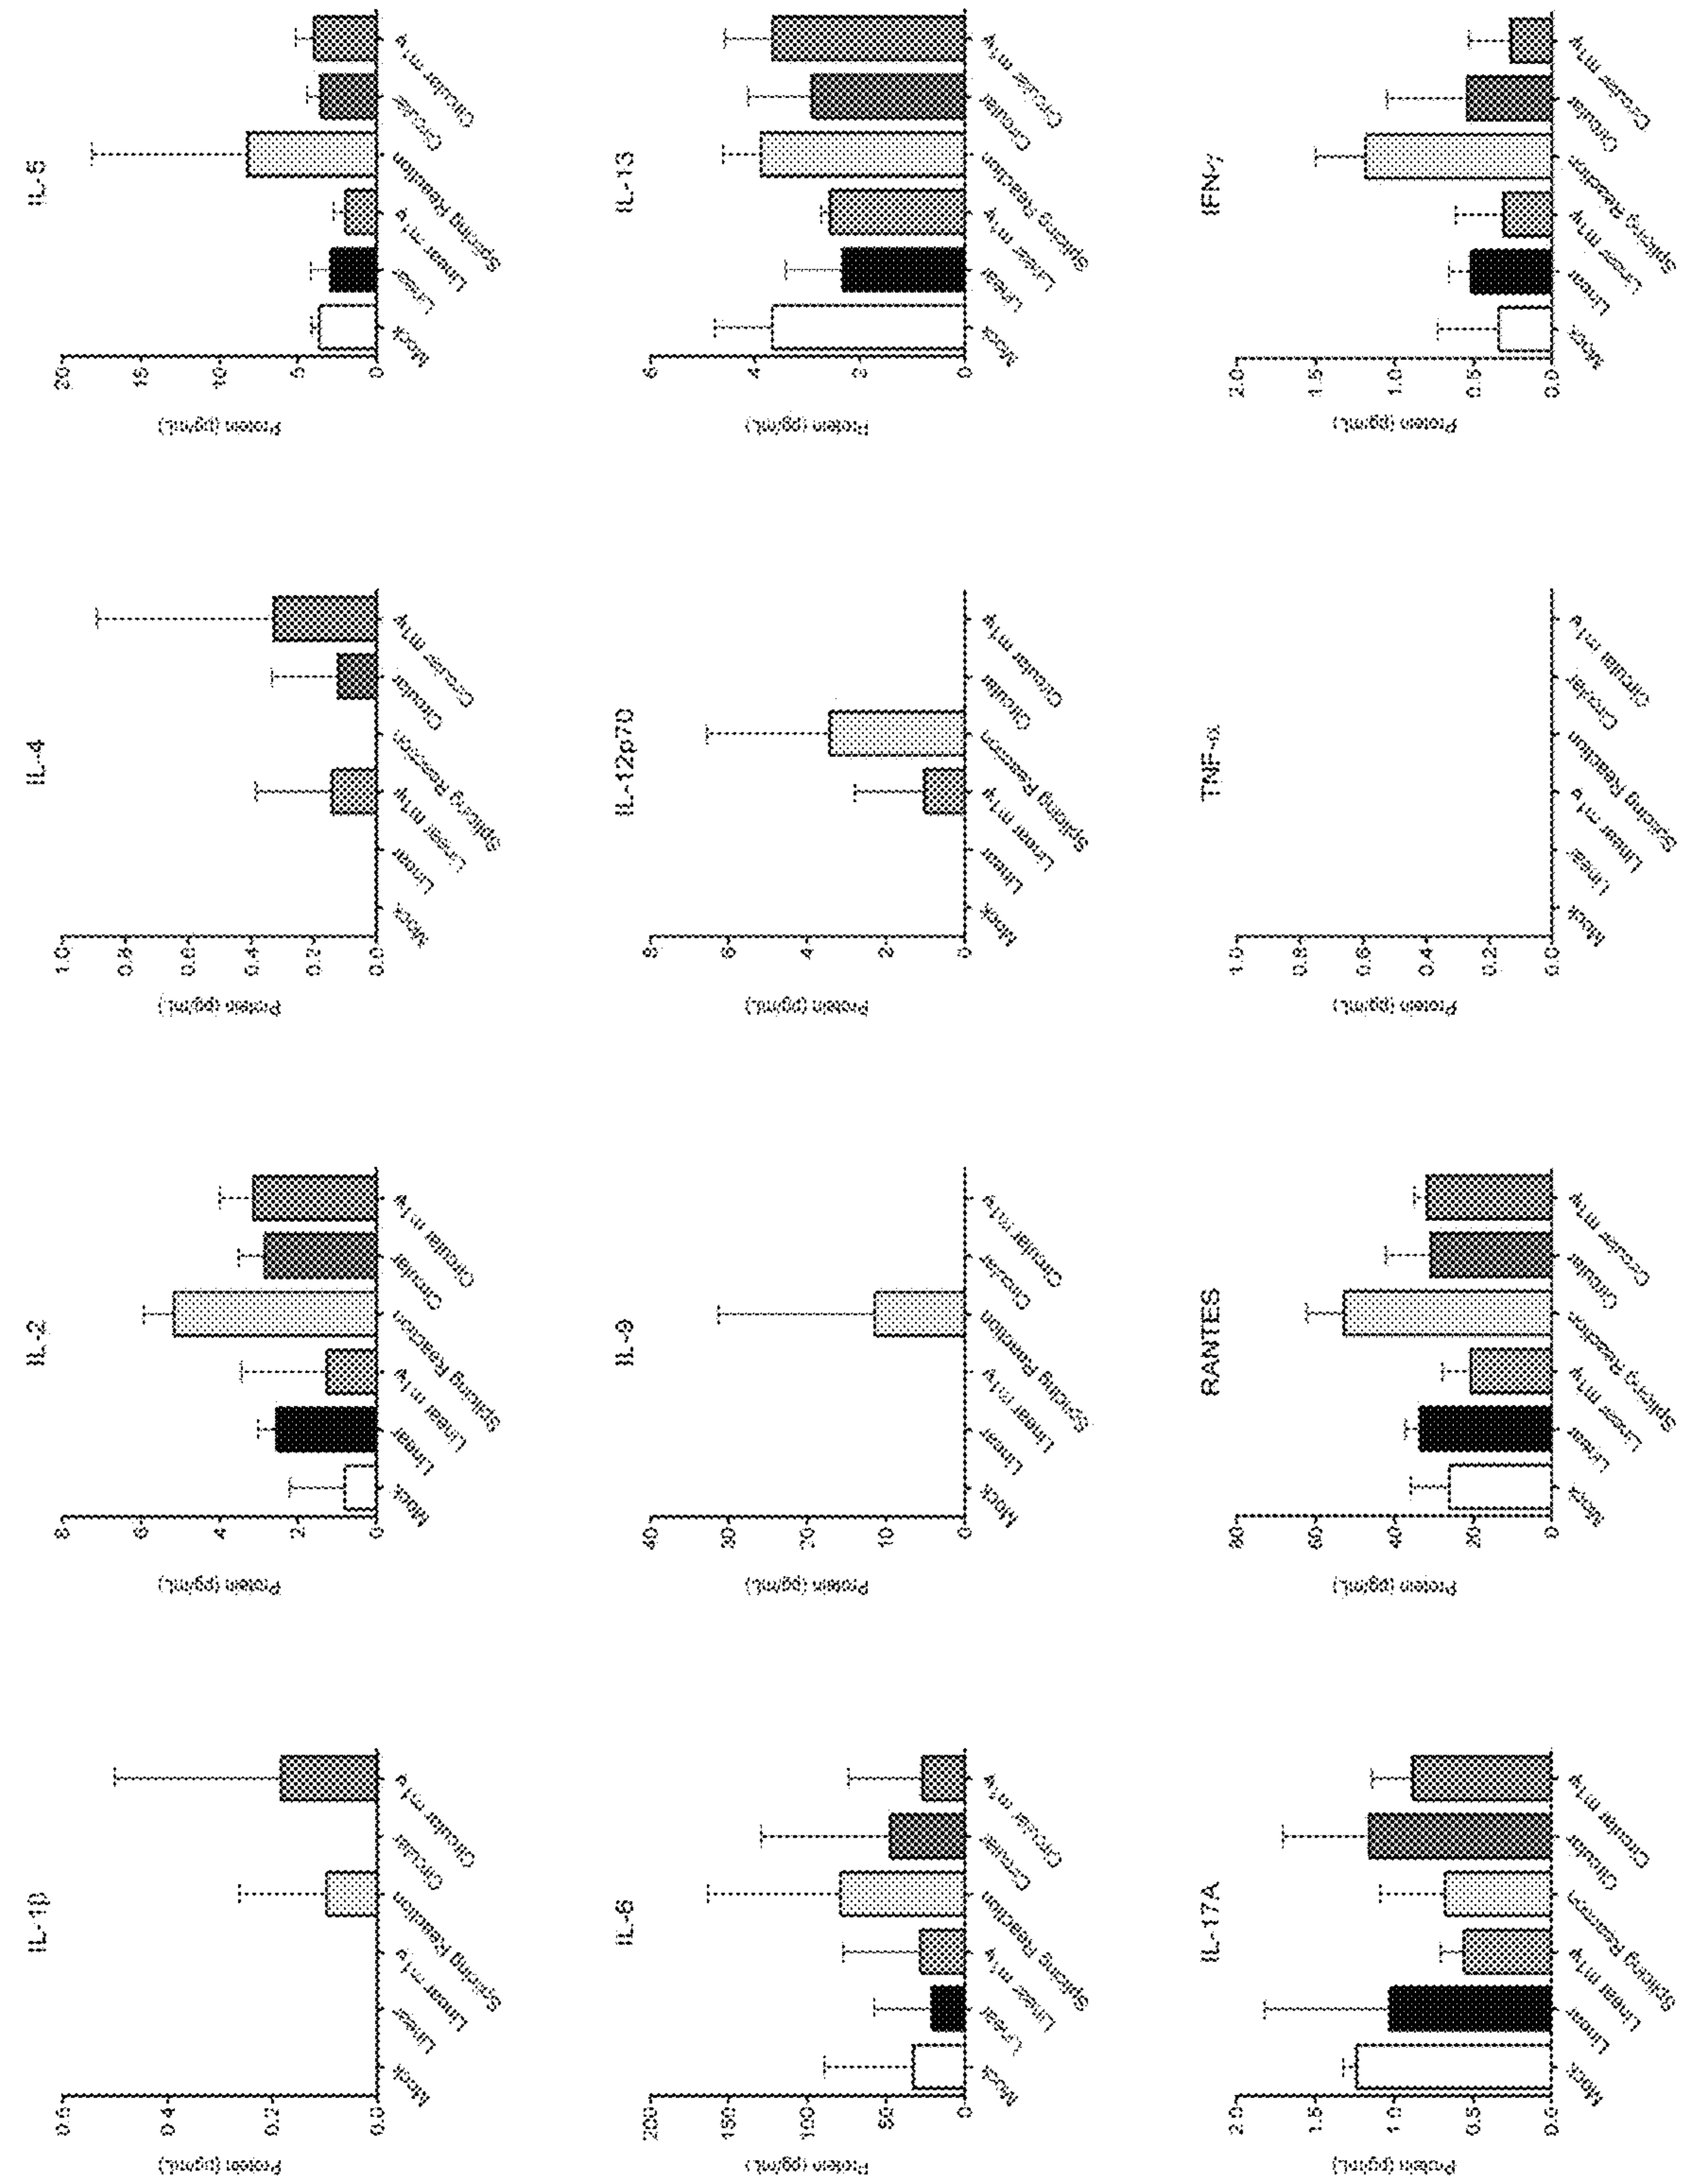 IL-1β
Protein (pg/mL)
0.6
0.4
0.2
0.0
Mock
Linear
Linear m1ψ
Splicing Reaction
Circular
Circular m1ψ
IL-2
Protein (pg/mL)
8
6
4
2
0
Mock
Linear
Linear m1ψ
Splicing Reaction
Circular
Circular m1ψ
IL-4
Protein (pg/mL)
1.0
0.8
0.6
0.4
0.2
0.0
Mock
Linear
Linear m1ψ
Splicing Reaction
Circular
Circular m1ψ
IL-5
Protein (pg/mL)
20
15
10
5
0
Mock
Linear
Linear m1ψ
Splicing Reaction
Circular
Circular m1ψ
IL-6
Protein (pg/mL)
200
150
100
50
0
Mock
Linear
Linear m1ψ
Splicing Reaction
Circular
Circular m1ψ
IL-9
Protein (pg/mL)
40
30
20
10
0
Mock
Linear
Linear m1ψ
Splicing Reaction
Circular
Circular m1ψ
IL-12p70
Protein (pg/mL)
8
6
4
2
0
Mock
Linear
Linear m1ψ
Splicing Reaction
Circular
Circular m1ψ
IL-13
Protein (pg/mL)
6
4
2
0
Mock
Linear
Linear m1ψ
Splicing Reaction
Circular
Circular m1ψ
IL-17A
Protein (pg/mL)
2.0
1.5
1.0
0.5
0.0
Mock
Linear
Linear m1ψ
Splicing Reaction
Circular
Circular m1ψ
RANTES
Protein (pg/mL)
80
60
40
20
0
Mock
Linear
Linear m1ψ
Splicing Reaction
Circular
Circular m1ψ
TNF-α
Protein (pg/mL)
1.0
0.8
0.6
0.4
0.2
0.0
Mock
Linear
Linear m1ψ
Splicing Reaction
Circular
Circular m1ψ
IFN-γ
Protein (pg/mL)
2.0
1.5
1.0
0.5
0.0
Mock
Linear
Linear m1ψ
Splicing Reaction
Circular
Circular m1ψ